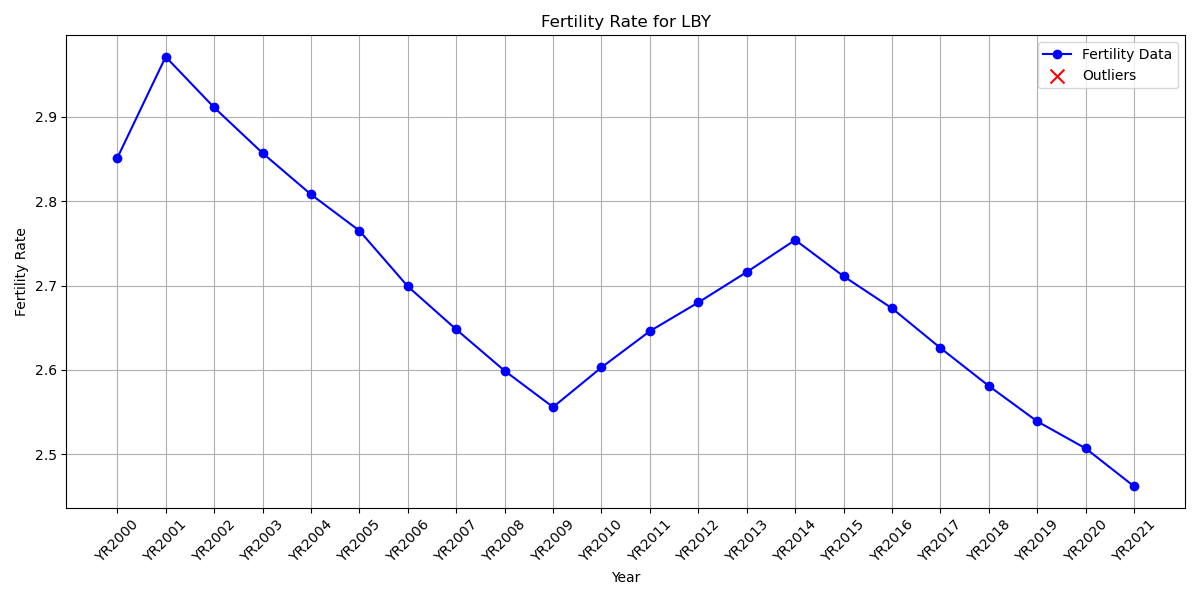 Fertility Rate for LBY
Fertility Data
Outliers
Fertility Rate
2.9
2.8
2.7
2.6
2.5
YR2000
YR2001
YR2002
YR2003
YR2004
YR2005
YR2006
YR2007
YR2008
YR2009
YR2010
YR2011
YR2012
YR2013
YR2014
YR2015
YR2016
YR2017
YR2018
YR2019
YR2020
YR2021
Year